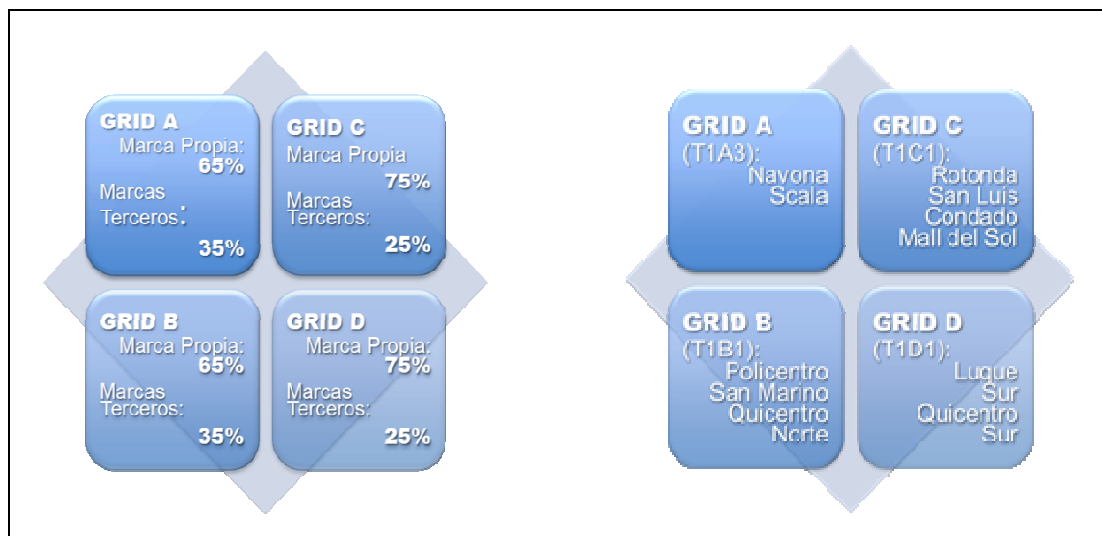 GRID A
Marca Propia:
65%
Marcas
Terceros:
35%
GRID C
Marca Propia
75%
Marcas
Terceros:
25%
GRID B
Marca Propia:
65%
Marcas
Terceros:
35%
GRID D
Marca Propia:
75%
Marcas
Terceros:
25%
GRID A
(T1A3):
Navona
Scala
GRID C
(T1C1):
Rotonda
San Luis
Condado
Mall del Sol
GRID B
(T1B1):
Policentro
San Marino
Quicentro
Norte
GRID D
(T1D1):
Luque
Sur
Quicentro
Sur